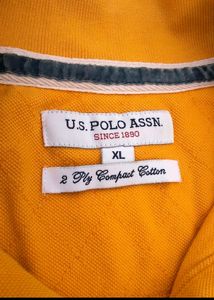 U.S. POLO ASSN.
SINCE 1890
XL
2 Ply Compact Cotton